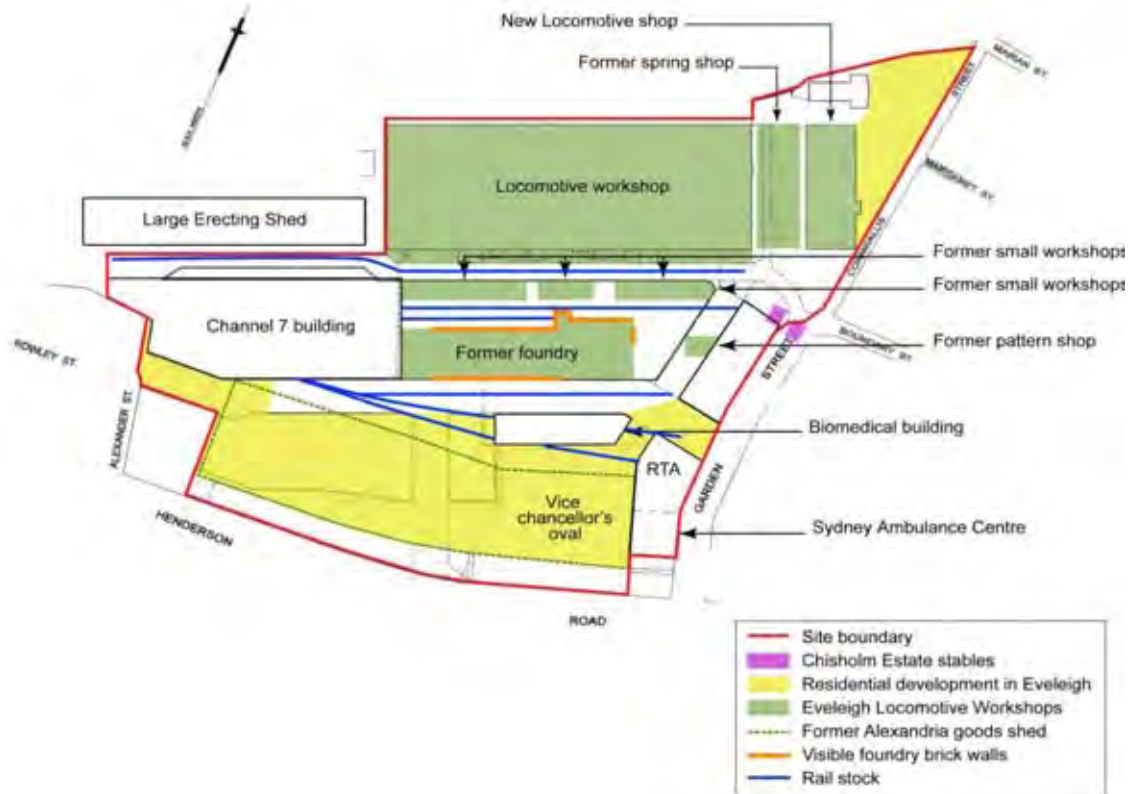 New Locomotive shop
Former spring shop
MARIAN ST.
STREET
MARGARET ST.
Locomotive workshop
Large Erecting Shed
CORNWALLIS
Former small workshops
Former small workshops
Channel 7 building
BOUNDARY ST.
Former pattern shop
ROWLEY ST.
Former foundry
STREET
ALEXANDER ST.
Biomedical building
RTA
GARDEN
Vice
chancellor's
oval
HENDERSON
Sydney Ambulance Centre
ROAD
Site boundary
Chisholm Estate stables
Residential development in Eveleigh
Eveleigh Locomotive Workshops
Former Alexandria goods shed
Visible foundry brick walls
Rail stock